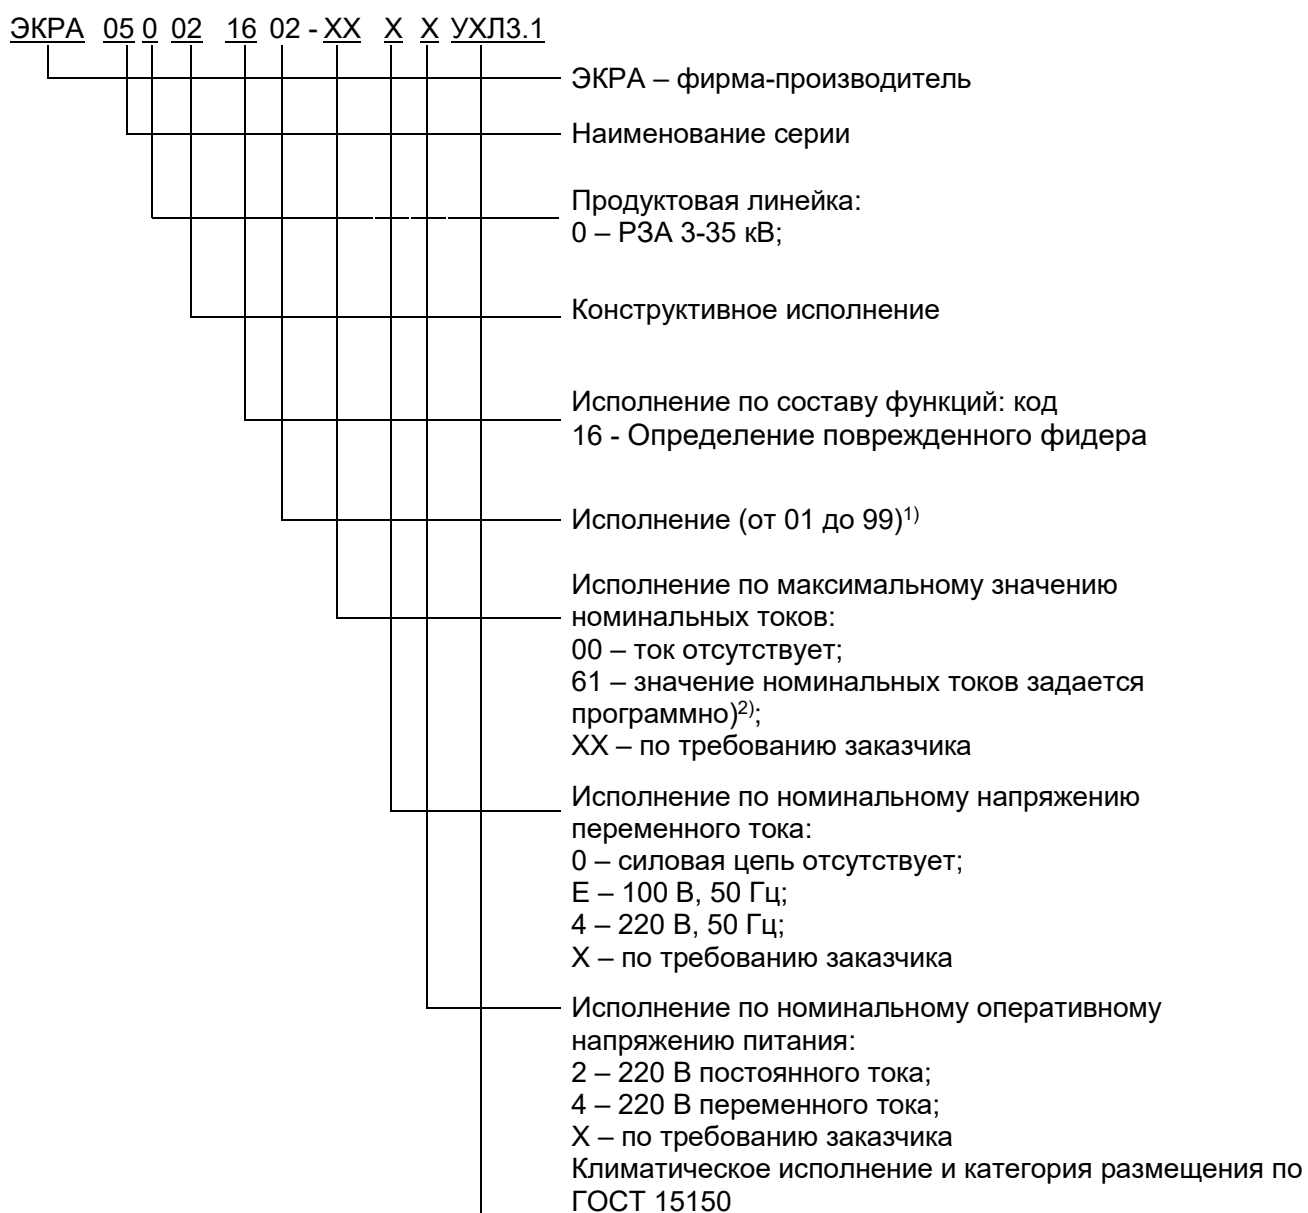 ЭКРА 05 0 02 16 02 - ХХ Х Х УХЛ3.1
ЭКРА – фирма-производитель
Наименование серии
Продуктовая линейка:
0 – РЗА 3-35 кВ;
Конструктивное исполнение
Исполнение по составу функций: код
16 - Определение поврежденного фидера
Исполнение (от 01 до 99)1)
Исполнение по максимальному значению
номинальных токов:
00 – ток отсутствует;
61 – значение номинальных токов задается
программно)2);
ХХ – по требованию заказчика
Исполнение по номинальному напряжению
переменного тока:
0 – силовая цепь отсутствует;
Е – 100 В, 50 Гц;
4 – 220 В, 50 Гц;
Х – по требованию заказчика
Исполнение по номинальному оперативному
напряжению питания:
2 – 220 В постоянного тока;
4 – 220 В переменного тока;
Х – по требованию заказчика
Климатическое исполнение и категория размещения по
ГОСТ 15150